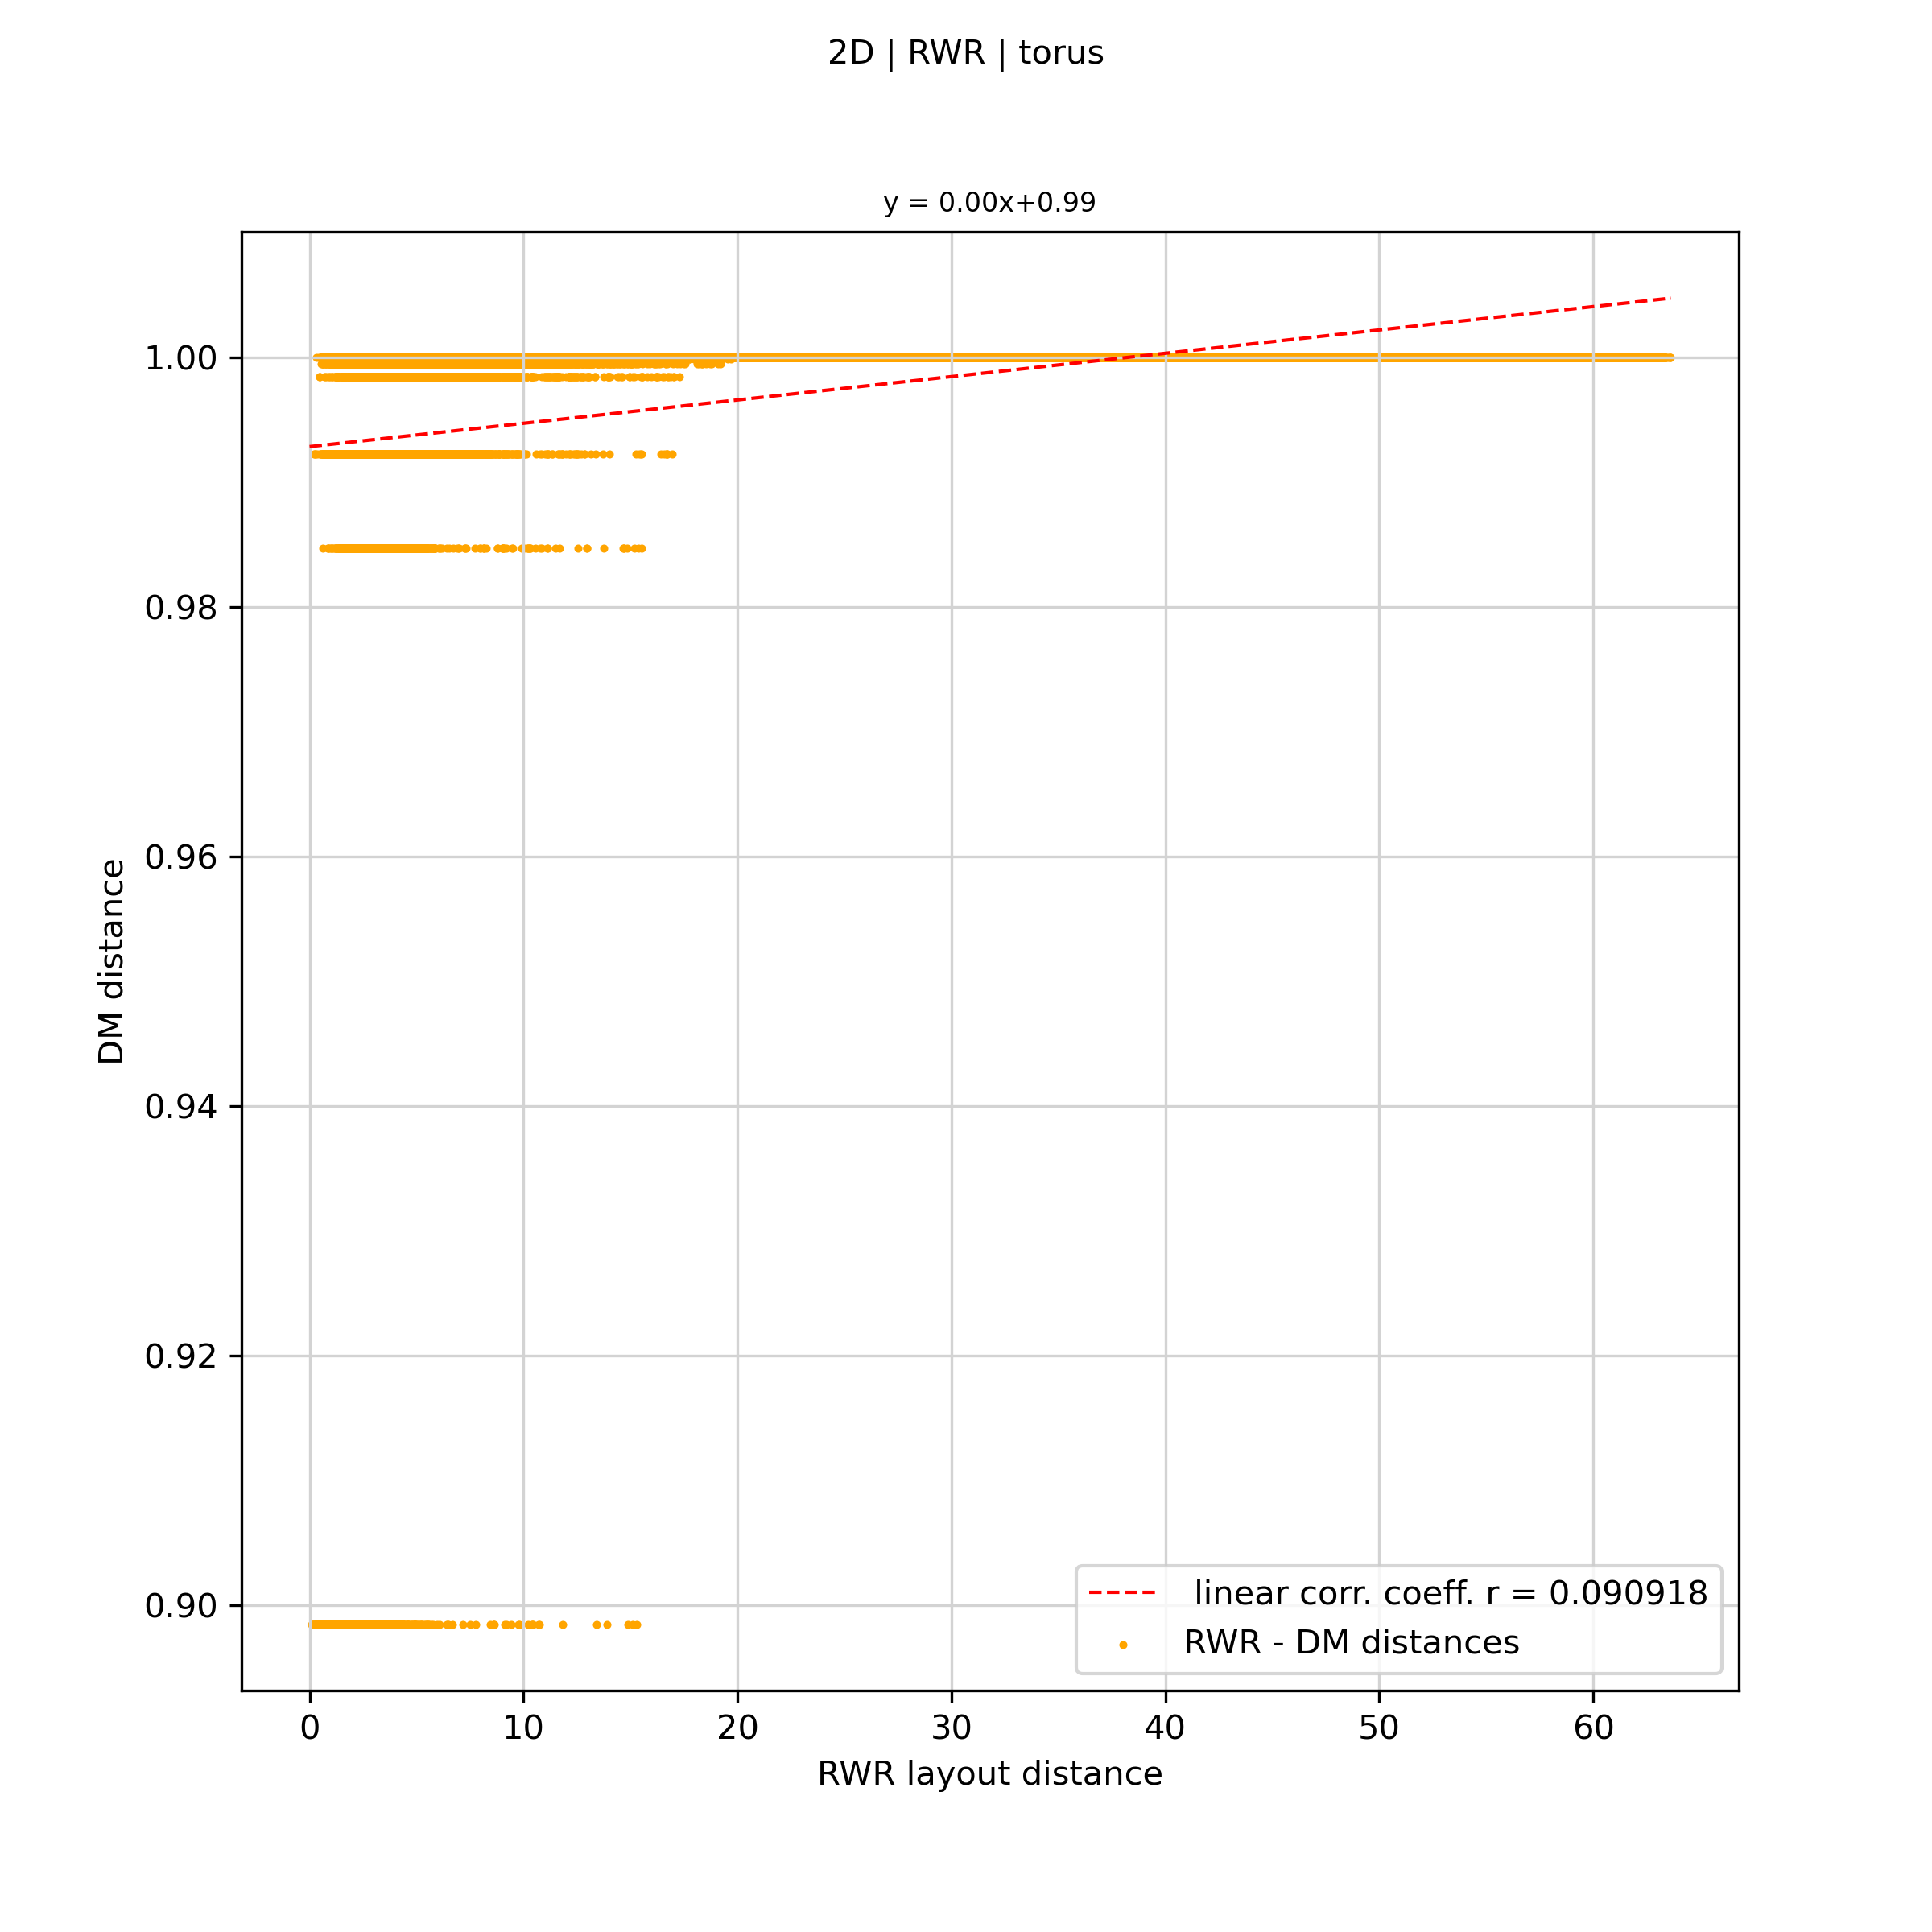 2D | RWR | torus
y = 0.00x+0.99
1.00
0.98
0.96
0.94
0.92
0.90
DM distance
linear corr. coeff. r = 0.090918
RWR - DM distances
0 10 20 30 40 50 60
RWR layout distance